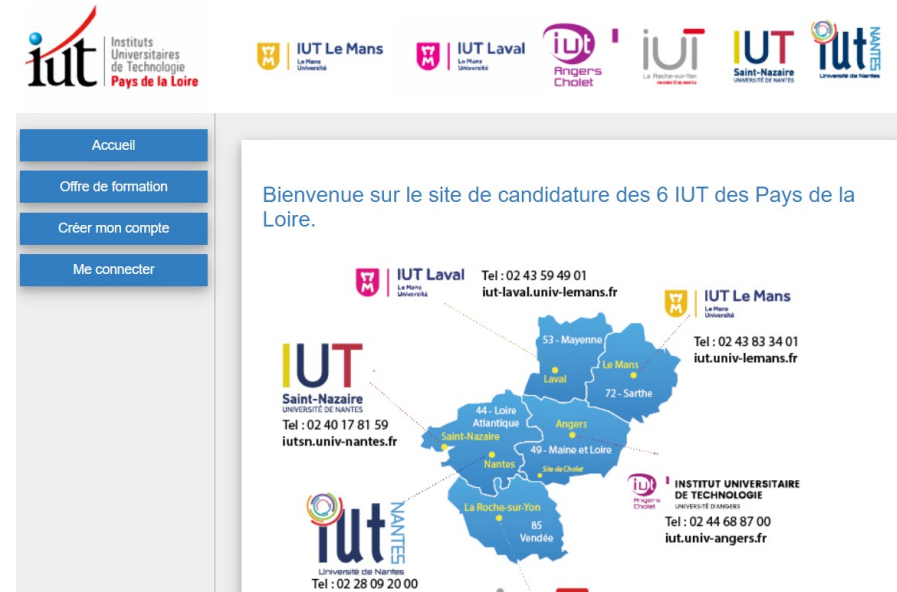 iut
Instituts
Universitaires
de Technologie
Pays de la Loire
IUT Le Mans
Le Mans
Université
IUT Laval
Le Mans
Université
iut
Angers
Cholet
iUT
La Roche-sur-Yon
IUT
Saint-Nazaire
UNIVERSITÉ DE NANTES
iut
NANTES
Université de Nantes
Accueil
Offre de formation
Créer mon compte
Me connecter
Bienvenue sur le site de candidature des 6 IUT des Pays de la
Loire.
IUT Laval
Le Mans
Université
Tel : 02 43 59 49 01
iut-laval.univ-lemans.fr
IUT Le Mans
Le Mans
Université
Tel : 02 43 83 34 01
iut.univ-lemans.fr
53 - Mayenne
Laval
Le Mans
72 - Sarthe
IUT
Saint-Nazaire
UNIVERSITÉ DE NANTES
Tel : 02 40 17 81 59
iutsn.univ-nantes.fr
44 - Loire
Atlantique
Saint-Nazaire
Nantes
Angers
49 - Maine et Loire
Site de Cholet
iut
Angers
Cholet
INSTITUT UNIVERSITAIRE
DE TECHNOLOGIE
UNIVERSITÉ D'ANGERS
Tel : 02 44 68 87 00
iut.univ-angers.fr
La Roche-sur-Yon
85
Vendée
iut
NANTES
Université de Nantes
Tel : 02 28 09 20 00